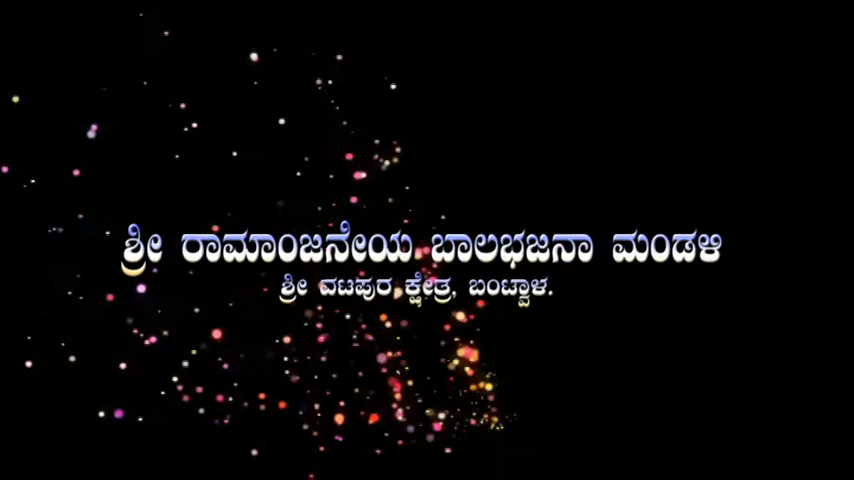 ಶ್ರೀ ರಾಮಾಂಜನೇಯ ಬಾಲಭಜನಾ ಮಂಡಳಿ
ಶ್ರೀ ವಟಪುರ ಕ್ಷೇತ್ರ, ಬಂಟ್ವಾಳ.